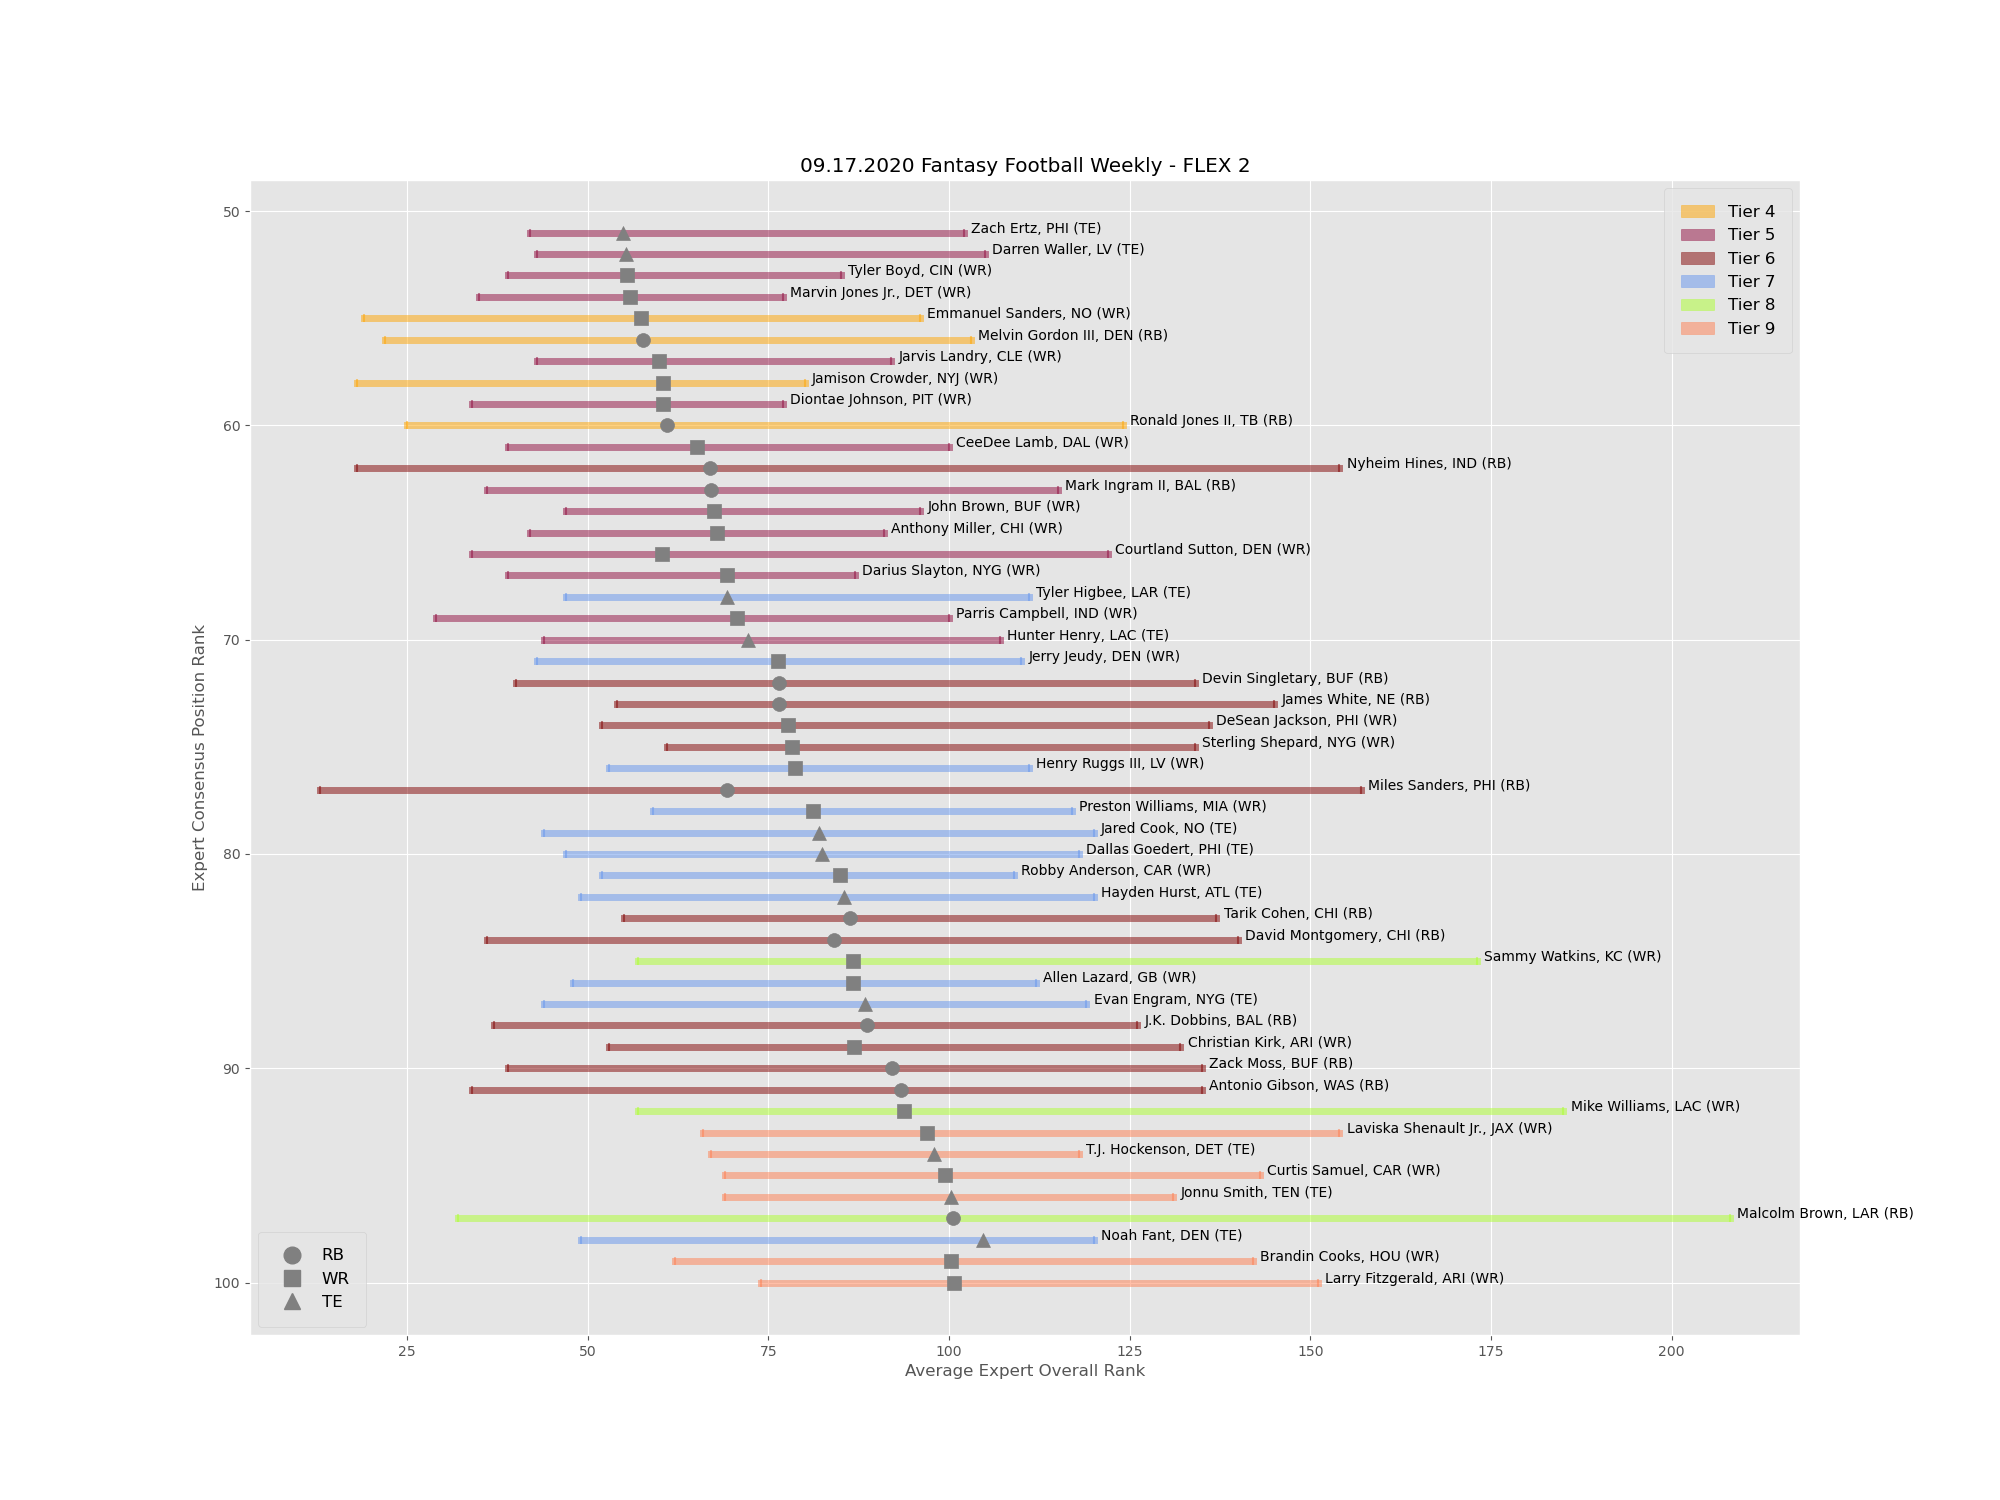 09.17.2020 Fantasy Football Weekly - FLEX 2
Tier 4
Tier 5
Tier 6
Tier 7
Tier 8
Tier 9
Expert Consensus Position Rank
50
60
70
80
90
100
Zach Ertz, PHI (TE)
Darren Waller, LV (TE)
Tyler Boyd, CIN (WR)
Marvin Jones Jr., DET (WR)
Emmanuel Sanders, NO (WR)
Melvin Gordon III, DEN (RB)
Jarvis Landry, CLE (WR)
Jamison Crowder, NYJ (WR)
Diontae Johnson, PIT (WR)
Ronald Jones II, TB (RB)
CeeDee Lamb, DAL (WR)
Nyheim Hines, IND (RB)
Mark Ingram II, BAL (RB)
John Brown, BUF (WR)
Anthony Miller, CHI (WR)
Courtland Sutton, DEN (WR)
Darius Slayton, NYG (WR)
Tyler Higbee, LAR (TE)
Parris Campbell, IND (WR)
Hunter Henry, LAC (TE)
Jerry Jeudy, DEN (WR)
Devin Singletary, BUF (RB)
James White, NE (RB)
DeSean Jackson, PHI (WR)
Sterling Shepard, NYG (WR)
Henry Ruggs III, LV (WR)
Miles Sanders, PHI (RB)
Preston Williams, MIA (WR)
Jared Cook, NO (TE)
Dallas Goedert, PHI (TE)
Robby Anderson, CAR (WR)
Hayden Hurst, ATL (TE)
Tarik Cohen, CHI (RB)
David Montgomery, CHI (RB)
Sammy Watkins, KC (WR)
Allen Lazard, GB (WR)
Evan Engram, NYG (TE)
J.K. Dobbins, BAL (RB)
Christian Kirk, ARI (WR)
Zack Moss, BUF (RB)
Antonio Gibson, WAS (RB)
Mike Williams, LAC (WR)
Laviska Shenault Jr., JAX (WR)
T.J. Hockenson, DET (TE)
Curtis Samuel, CAR (WR)
Jonnu Smith, TEN (TE)
Malcolm Brown, LAR (RB)
Noah Fant, DEN (TE)
Brandin Cooks, HOU (WR)
Larry Fitzgerald, ARI (WR)
RB
WR
TE
25 50 75 100 125 150 175 200
Average Expert Overall Rank